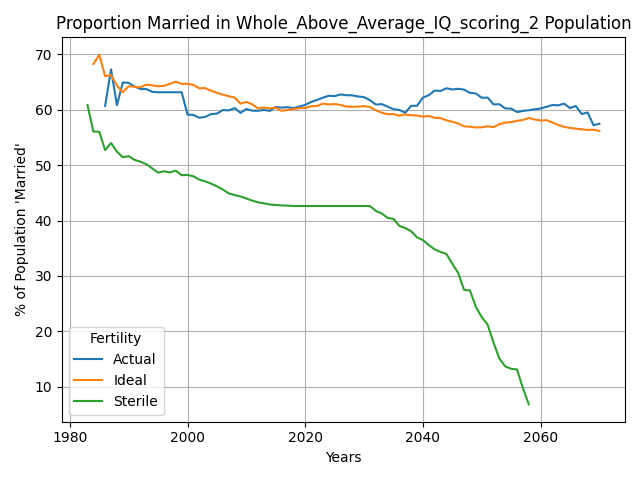 Proportion Married in Whole_Above_Average_IQ_scoring_2 Population
% of Population 'Married'
70
60
50
40
30
20
10
Fertility
Actual
Ideal
Sterile
1980
2000
2020
2040
2060
Years